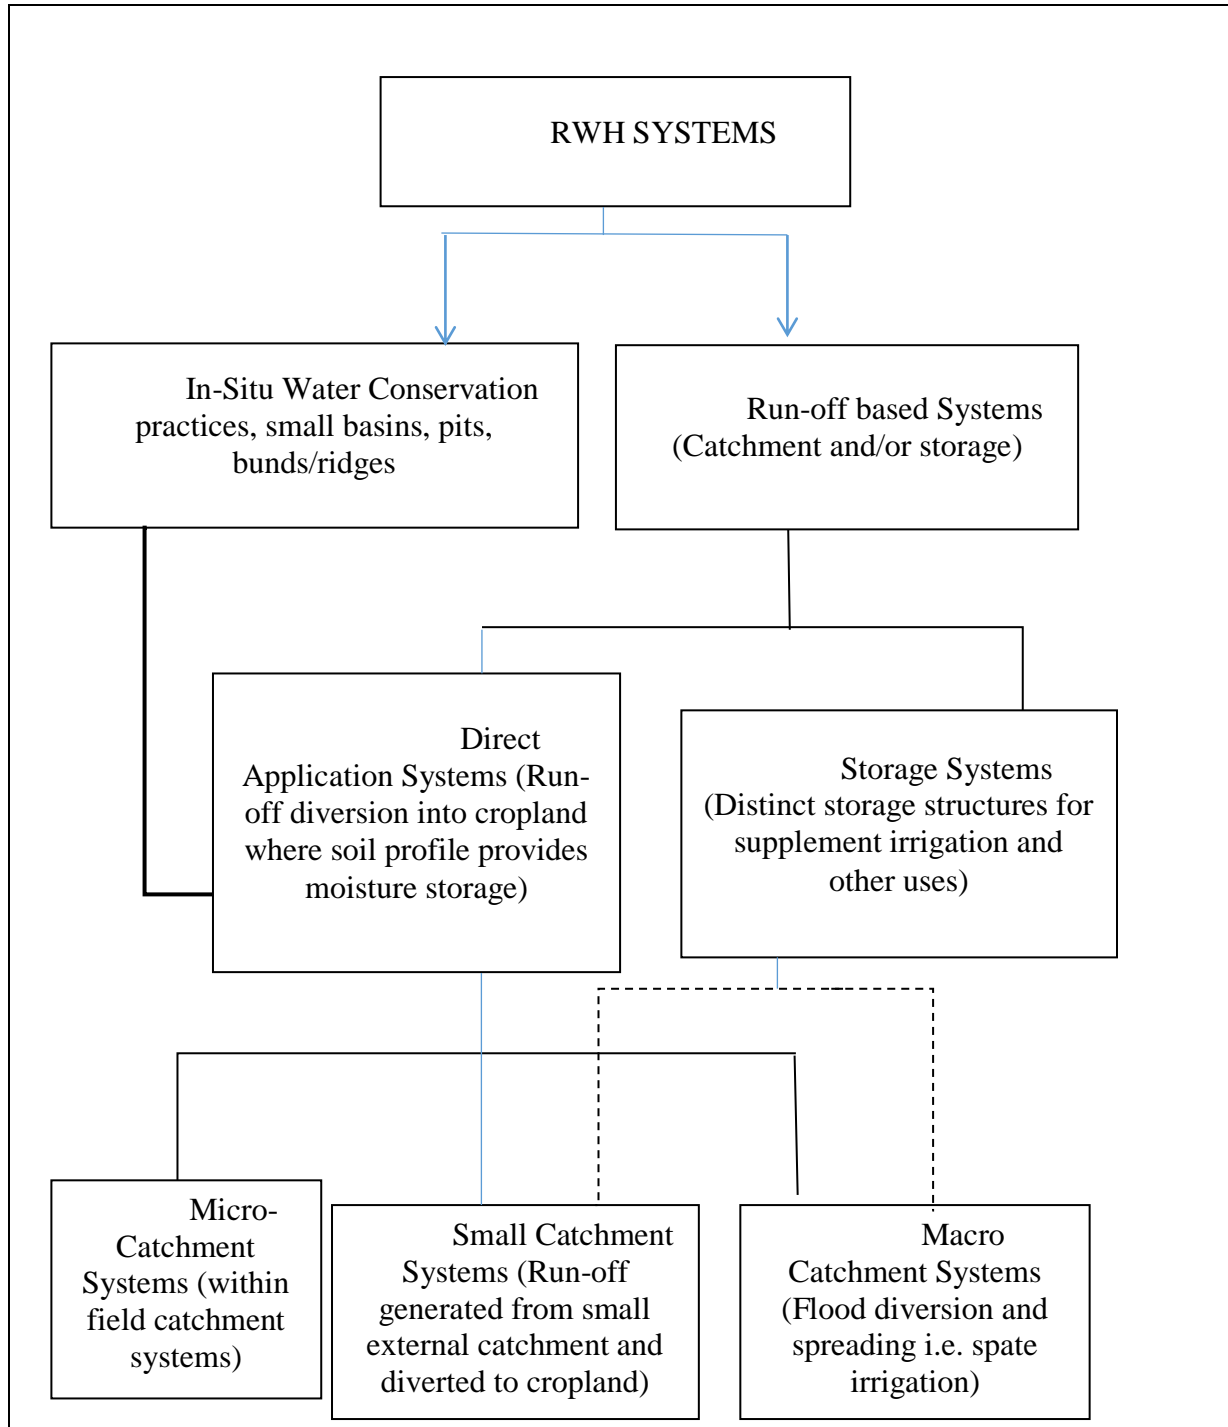 RWH SYSTEMS
In-Situ Water Conservation
practices, small basins, pits,
bunds/ridges
Run-off based Systems
(Catchment and/or storage)
Direct
Application Systems (Run-
off diversion into cropland
where soil profile provides
moisture storage)
Storage Systems
(Distinct storage structures for
supplement irrigation and
other uses)
Micro-
Catchment
Systems (within
field catchment
systems)
Small Catchment
Systems (Run-off
generated from small
external catchment and
diverted to cropland)
Macro
Catchment Systems
(Flood diversion and
spreading i.e. spate
irrigation)